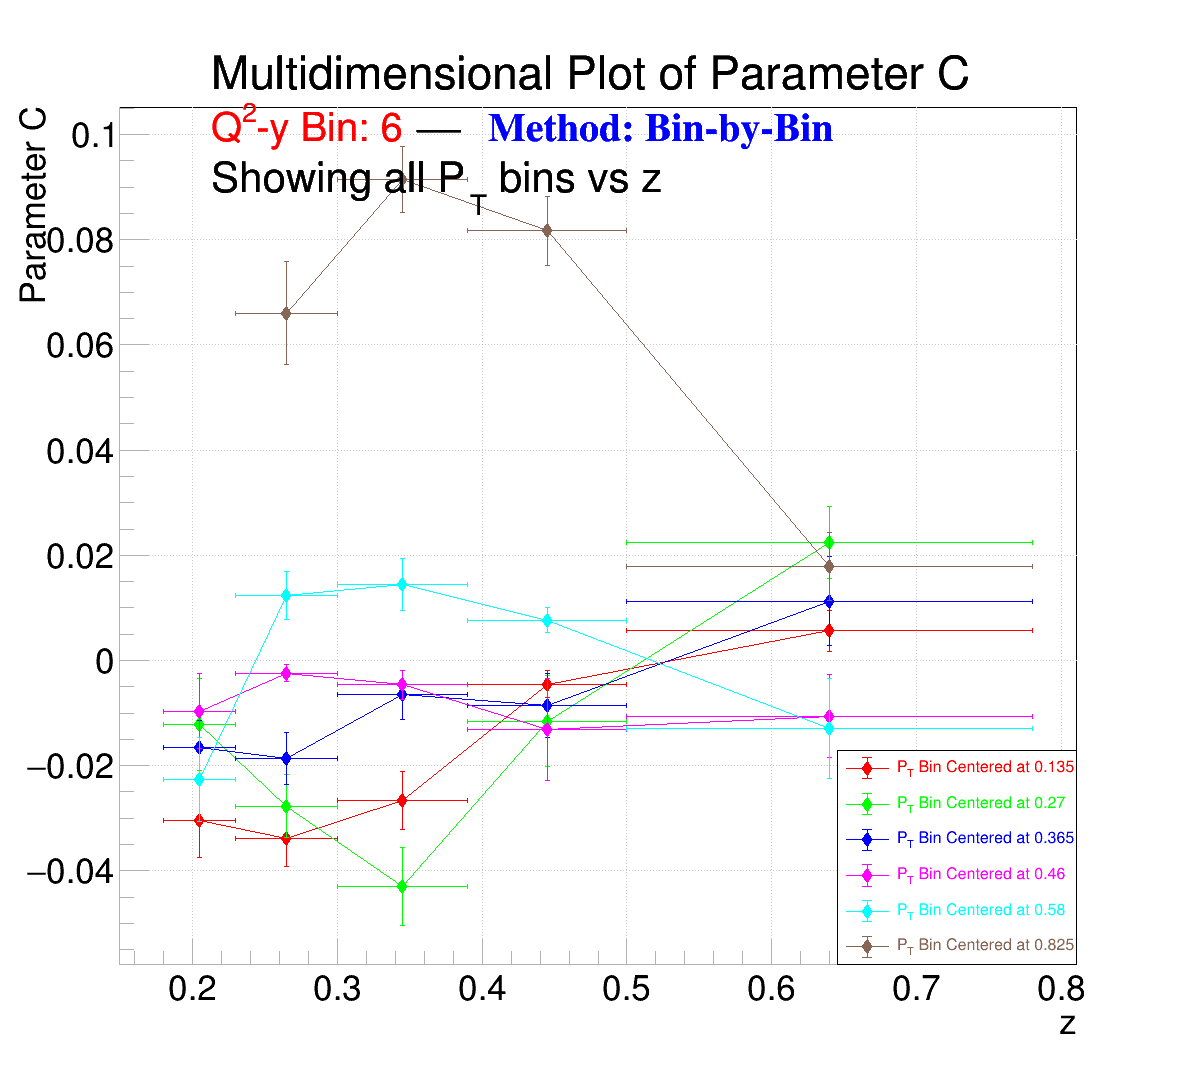 Multidimensional Plot of Parameter C
Q2-y Bin: 6 — Method: Bin-by-Bin
Showing all PT bins vs z
Parameter C
0.1
0.08
0.06
0.04
0.02
0
−0.02
−0.04
PT Bin Centered at 0.135
PT Bin Centered at 0.27
PT Bin Centered at 0.365
PT Bin Centered at 0.46
PT Bin Centered at 0.58
PT Bin Centered at 0.825
0.2 0.3 0.4 0.5 0.6 0.7 0.8
z